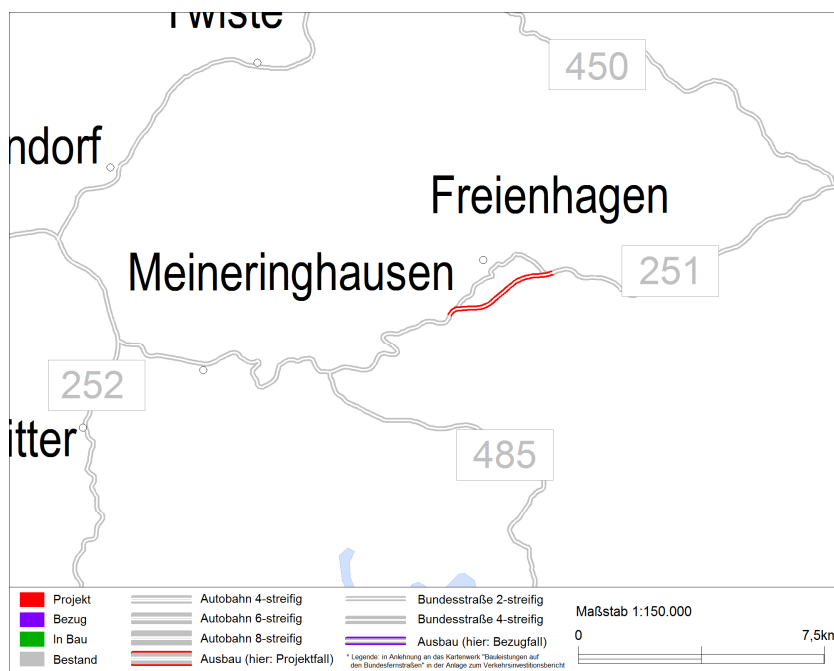 Twiste
450
ndorf
Freienhagen
Meineringhausen
251
252
itter
485
Projekt
Bezug
In Bau
Bestand
Autobahn 4-streifig
Autobahn 6-streifig
Autobahn 8-streifig
Ausbau (hier: Projektfall)
Bundesstraße 2-streifig
Bundesstraße 4-streifig
Ausbau (hier: Bezugfall)
* Legende: in Anlehnung an das Kartenwerk "Bauleistungen auf
den Bundesfernstraßen" in der Anlage zum Verkehrsinvestitionsbericht
Maßstab 1:150.000
0
7,5km